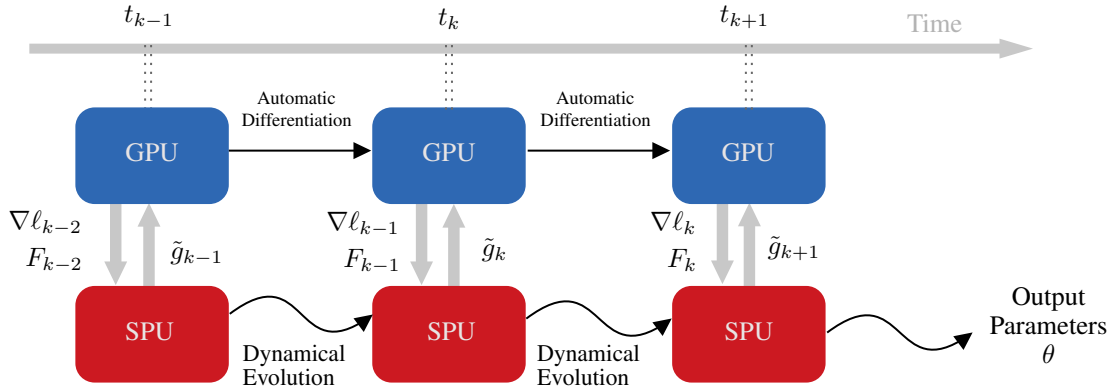 t_{k−1} t_k t_{k+1}
Time
Automatic
Differentiation
Automatic
Differentiation
GPU GPU GPU
∇ℓ_{k−2} ∇ℓ_{k−1} ∇ℓ_k
F_{k−2} g̃_{k−1} F_{k−1} g̃_k F_k g̃_{k+1}
SPU SPU SPU
Dynamical
Evolution
Dynamical
Evolution
Output
Parameters
θ